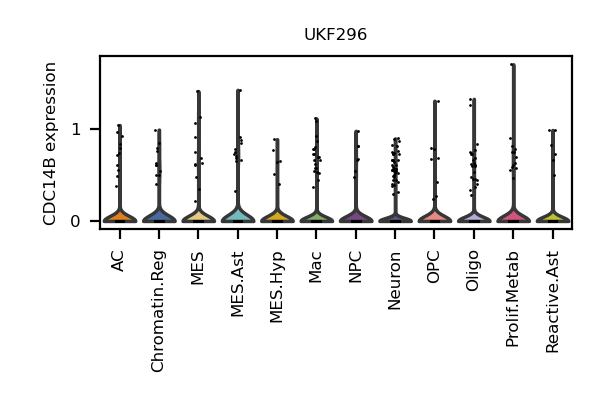 UKF296
CDC14B expression
1
0
AC
Chromatin.Reg
MES
MES.Ast
MES.Hyp
Mac
NPC
Neuron
OPC
Oligo
Prolif.Metab
Reactive.Ast